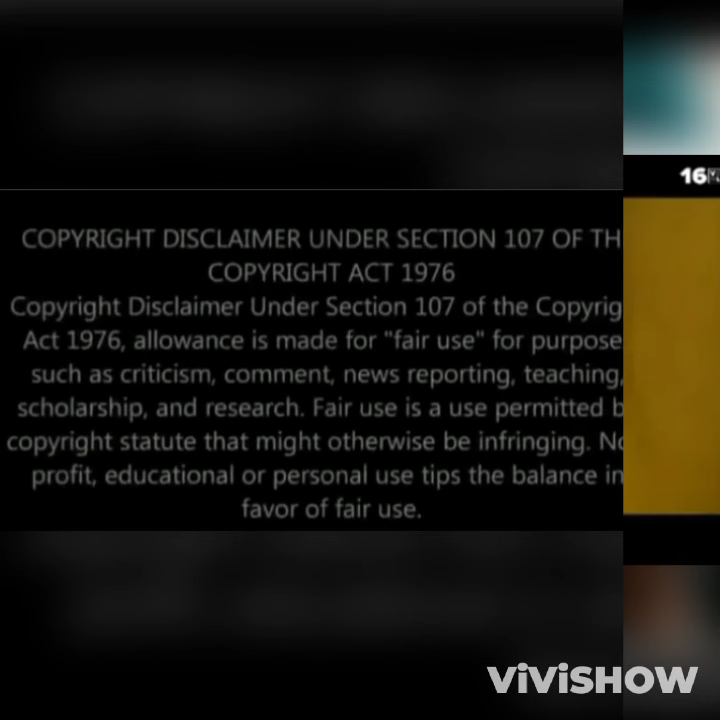 COPYRIGHT DISCLAIMER UNDER SECTION 107 OF TH
COPYRIGHT ACT 1976
Copyright Disclaimer Under Section 107 of the Copyrig
Act 1976, allowance is made for "fair use" for purpose
such as criticism, comment, news reporting, teaching,
scholarship, and research. Fair use is a use permitted b
copyright statute that might otherwise be infringing. No
profit, educational or personal use tips the balance in
favor of fair use.
16
ViViSHOW